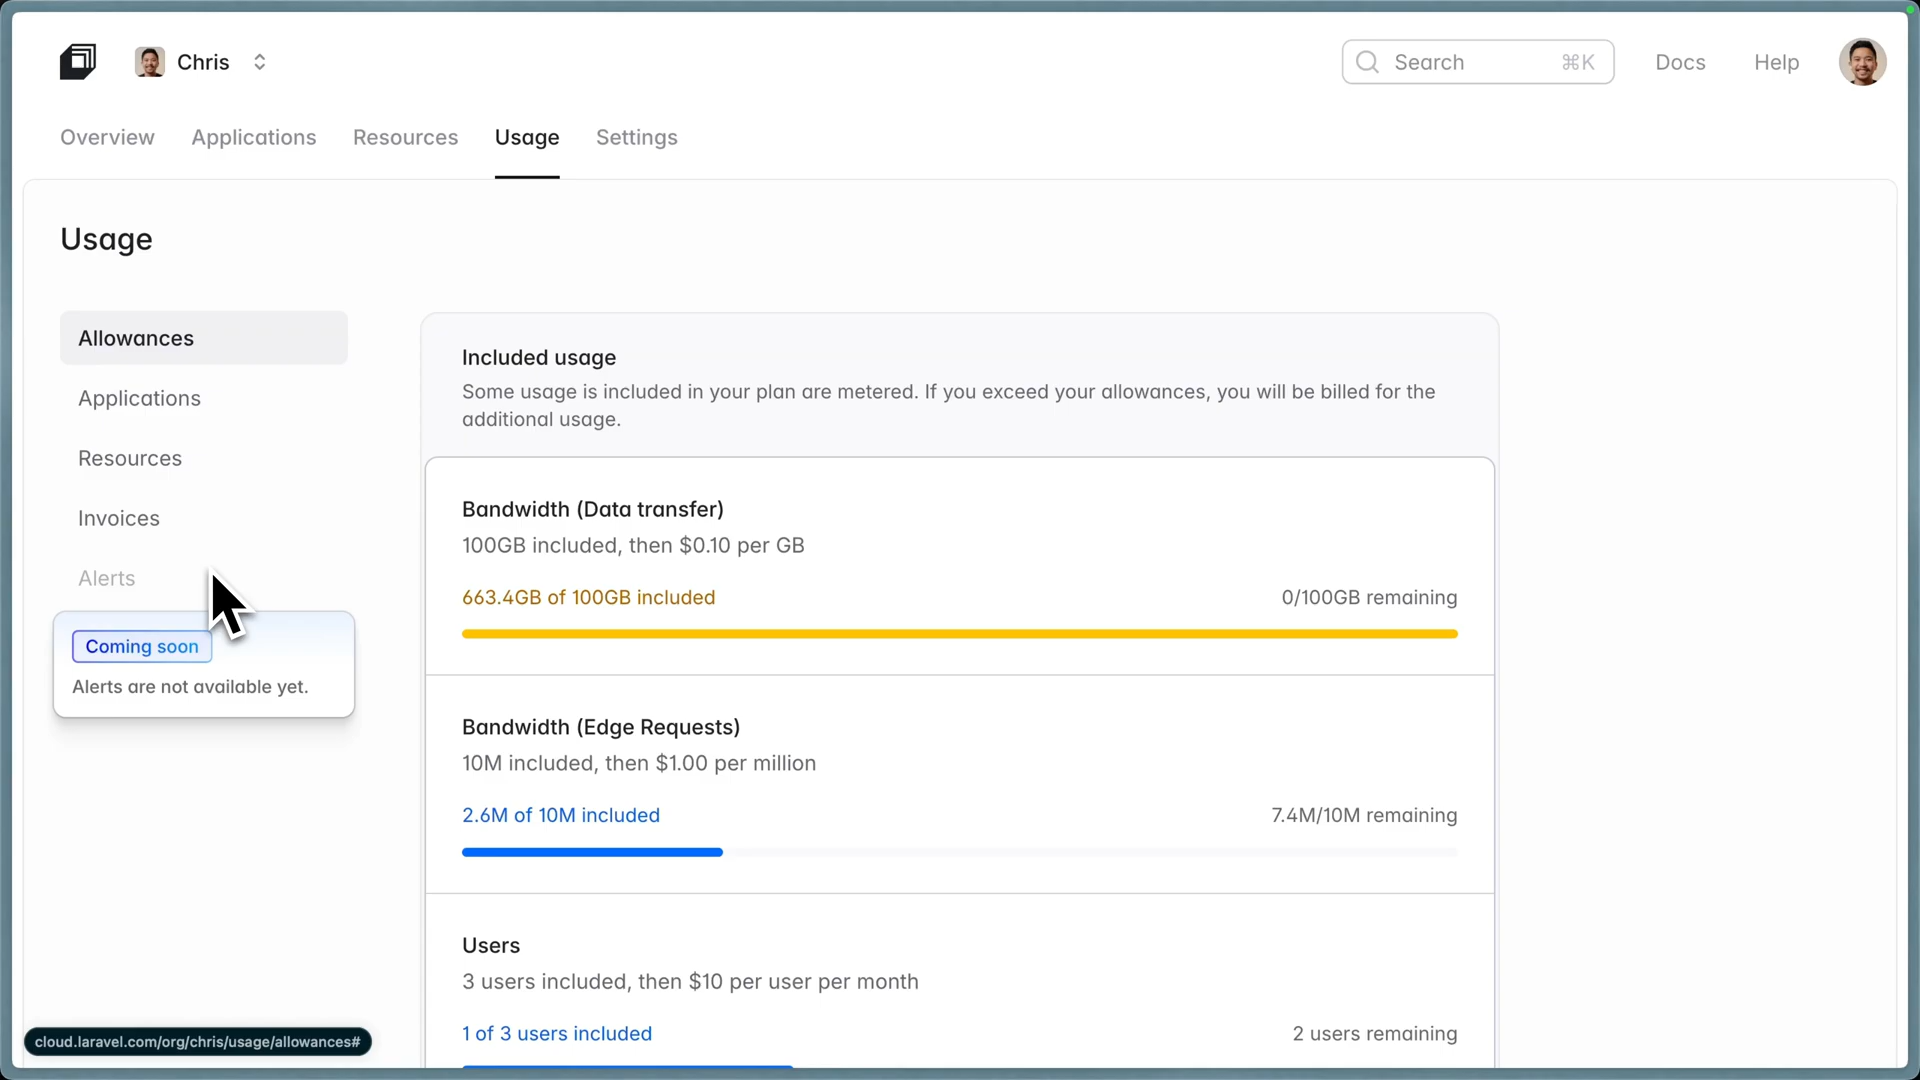 Chris
Search ⌘K
Docs
Help
Overview
Applications
Resources
Usage
Settings
Usage
Allowances
Applications
Resources
Invoices
Alerts
Coming soon
Alerts are not available yet.
Included usage
Some usage is included in your plan are metered. If you exceed your allowances, you will be billed for the
additional usage.
Bandwidth (Data transfer)
100GB included, then $0.10 per GB
663.4GB of 100GB included
0/100GB remaining
Bandwidth (Edge Requests)
10M included, then $1.00 per million
2.6M of 10M included
7.4M/10M remaining
Users
3 users included, then $10 per user per month
1 of 3 users included
2 users remaining
cloud.laravel.com/org/chris/usage/allowances#